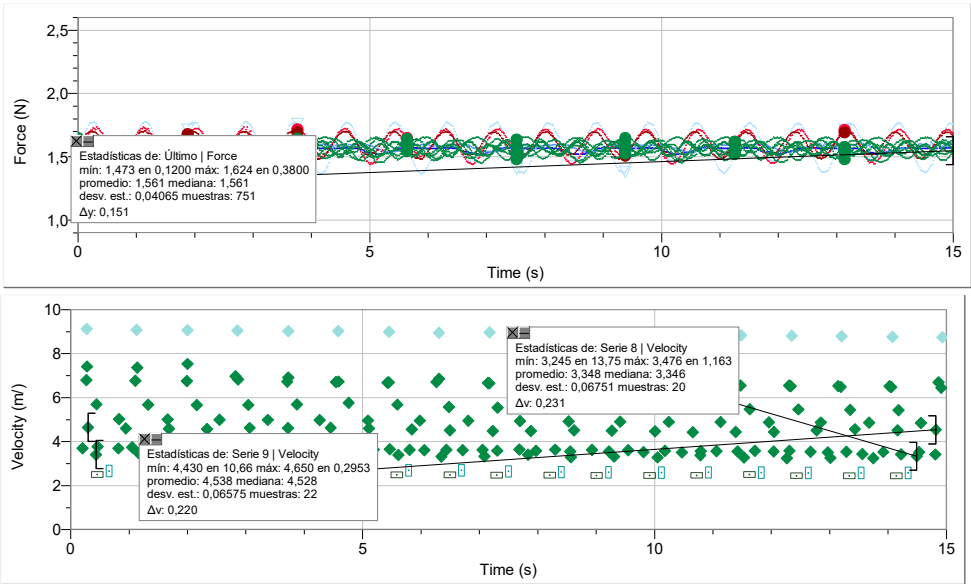 2,5
2,0
1,5
1,0
Force (N)
Estadísticas de: Último | Force
mín: 1,473 en 0,1200 máx: 1,624 en 0,3800
promedio: 1,561 mediana: 1,561
desv. est.: 0,04065 muestras: 751
Δy: 0,151
0 5 10 15
Time (s)
10
8
6
4
2
0
Velocity (m/)
Estadísticas de: Serie 8 | Velocity
mín: 3,245 en 13,75 máx: 3,476 en 1,163
promedio: 0,348 mediana: 3,346
desv. est.: 0,06751 muestras: 20
Δv: 0,231
Estadísticas de: Serie 9 | Velocity
mín: 4,430 en 10,66 máx: 4,650 en 0,2953
promedio: 4,538 mediana: 4,528
desv. est.: 0,06575 muestras: 22
Δv: 0,220
0 5 10 15
Time (s)